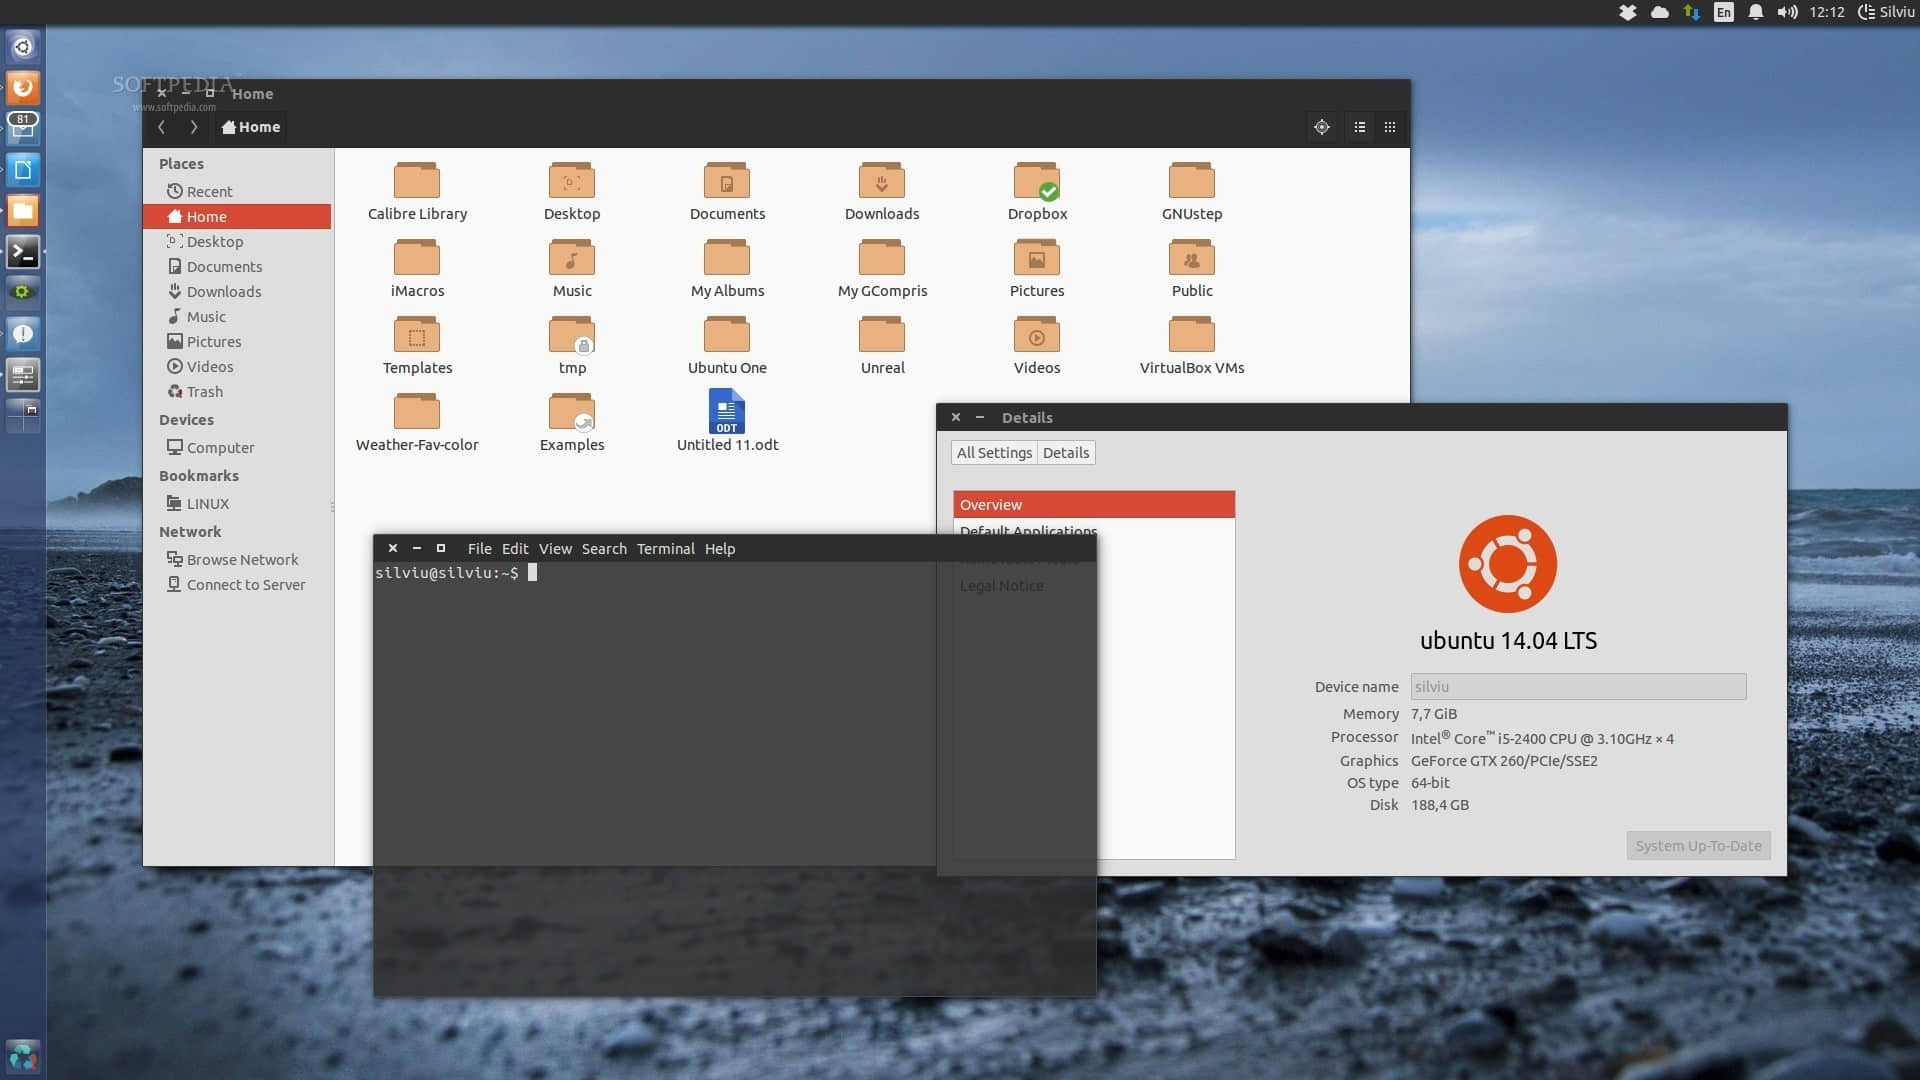 En
12:12
Silviu
81
SOFTPEDIA
www.softpedia.com
Home
Home
Places
Recent
Home
Desktop
Documents
Downloads
Music
Pictures
Videos
Trash
Devices
Computer
Bookmarks
LINUX
Network
Browse Network
Connect to Server
Calibre Library
Desktop
Documents
Downloads
Dropbox
GNUstep
iMacros
Music
My Albums
My GCompris
Pictures
Public
Templates
tmp
Ubuntu One
Unreal
Videos
VirtualBox VMs
Weather-Fav-color
Examples
ODT
Untitled 11.odt
Details
All Settings
Details
Overview
Default Applications
Legal Notice
ubuntu 14.04 LTS
Device name silviu
Memory 7,7 GiB
Processor Intel® Core™ i5-2400 CPU @ 3.10GHz × 4
Graphics GeForce GTX 260/PCIe/SSE2
OS type 64-bit
Disk 188,4 GB
System Up-To-Date
File Edit View Search Terminal Help
silviu@silviu:~$